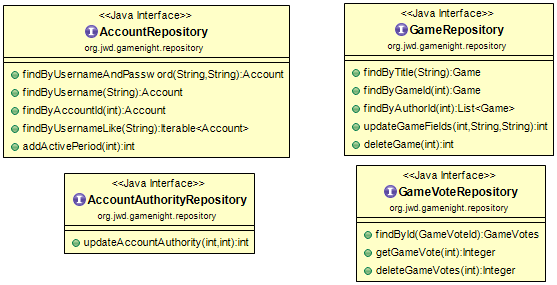 <<Java Interface>>
AccountRepository
org.jwd.gamenight.repository
findByUsernameAndPassw ord(String,String):Account
findByUsername(String):Account
findByAccountId(int):Account
findByUsernameLike(String):Iterable<Account>
addActivePeriod(int):int
<<Java Interface>>
GameRepository
org.jwd.gamenight.repository
findByTitle(String):Game
findByGameId(int):Game
findByAuthorId(int):List<Game>
updateGameFields(int,String,String):int
deleteGame(int):int
<<Java Interface>>
AccountAuthorityRepository
org.jwd.gamenight.repository
updateAccountAuthority(int,int):int
<<Java Interface>>
GameVoteRepository
org.jwd.gamenight.repository
findById(GameVoteId):GameVotes
getGameVote(int):Integer
deleteGameVotes(int):Integer